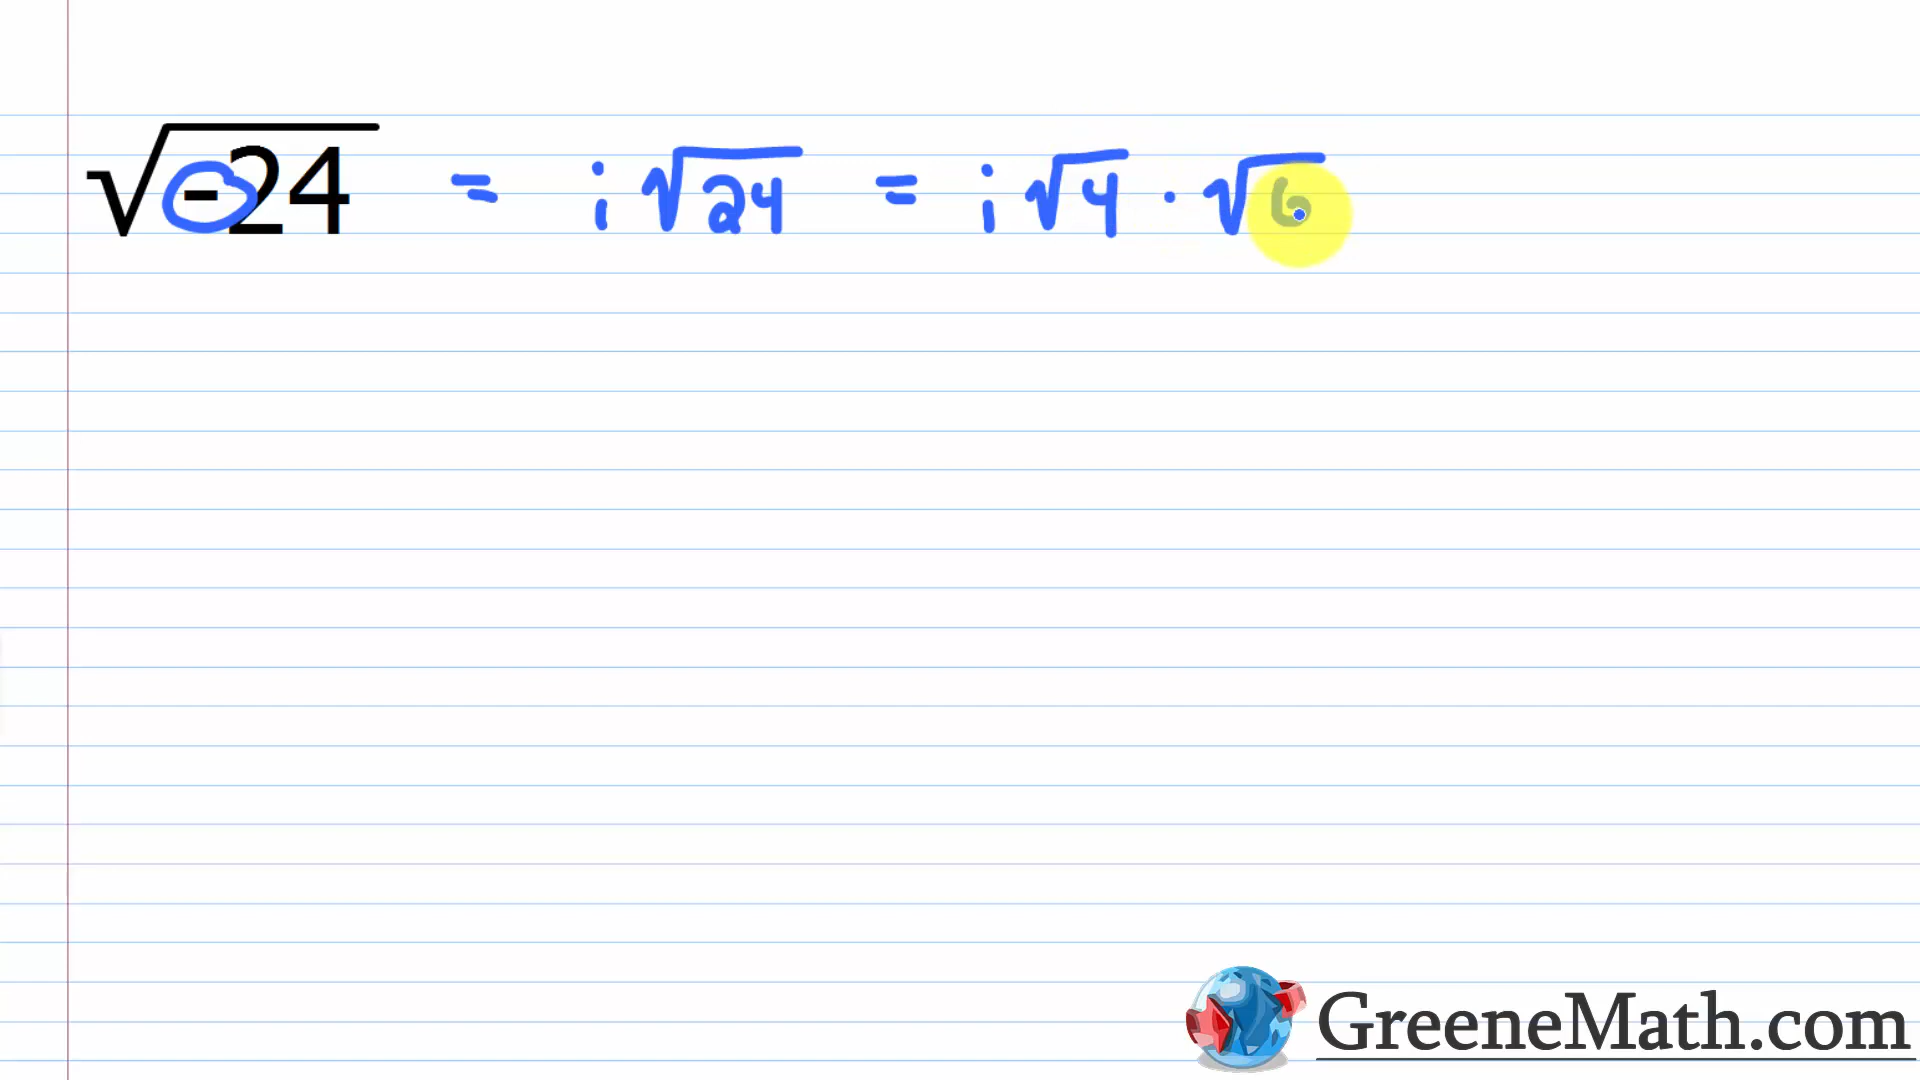 √-24 = i √24 = i √4 · √6
GreeneMath.com